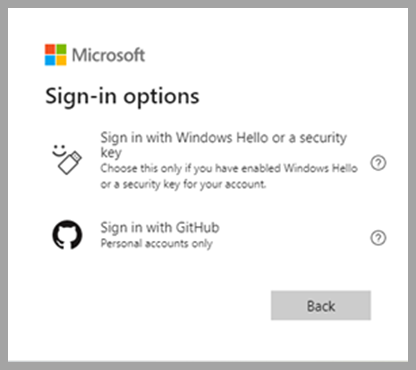 Microsoft
Sign-in options
Sign in with Windows Hello or a security
key
Choose this only if you have enabled Windows Hello
or a security key for your account.
?
Sign in with GitHub
Personal accounts only
?
Back